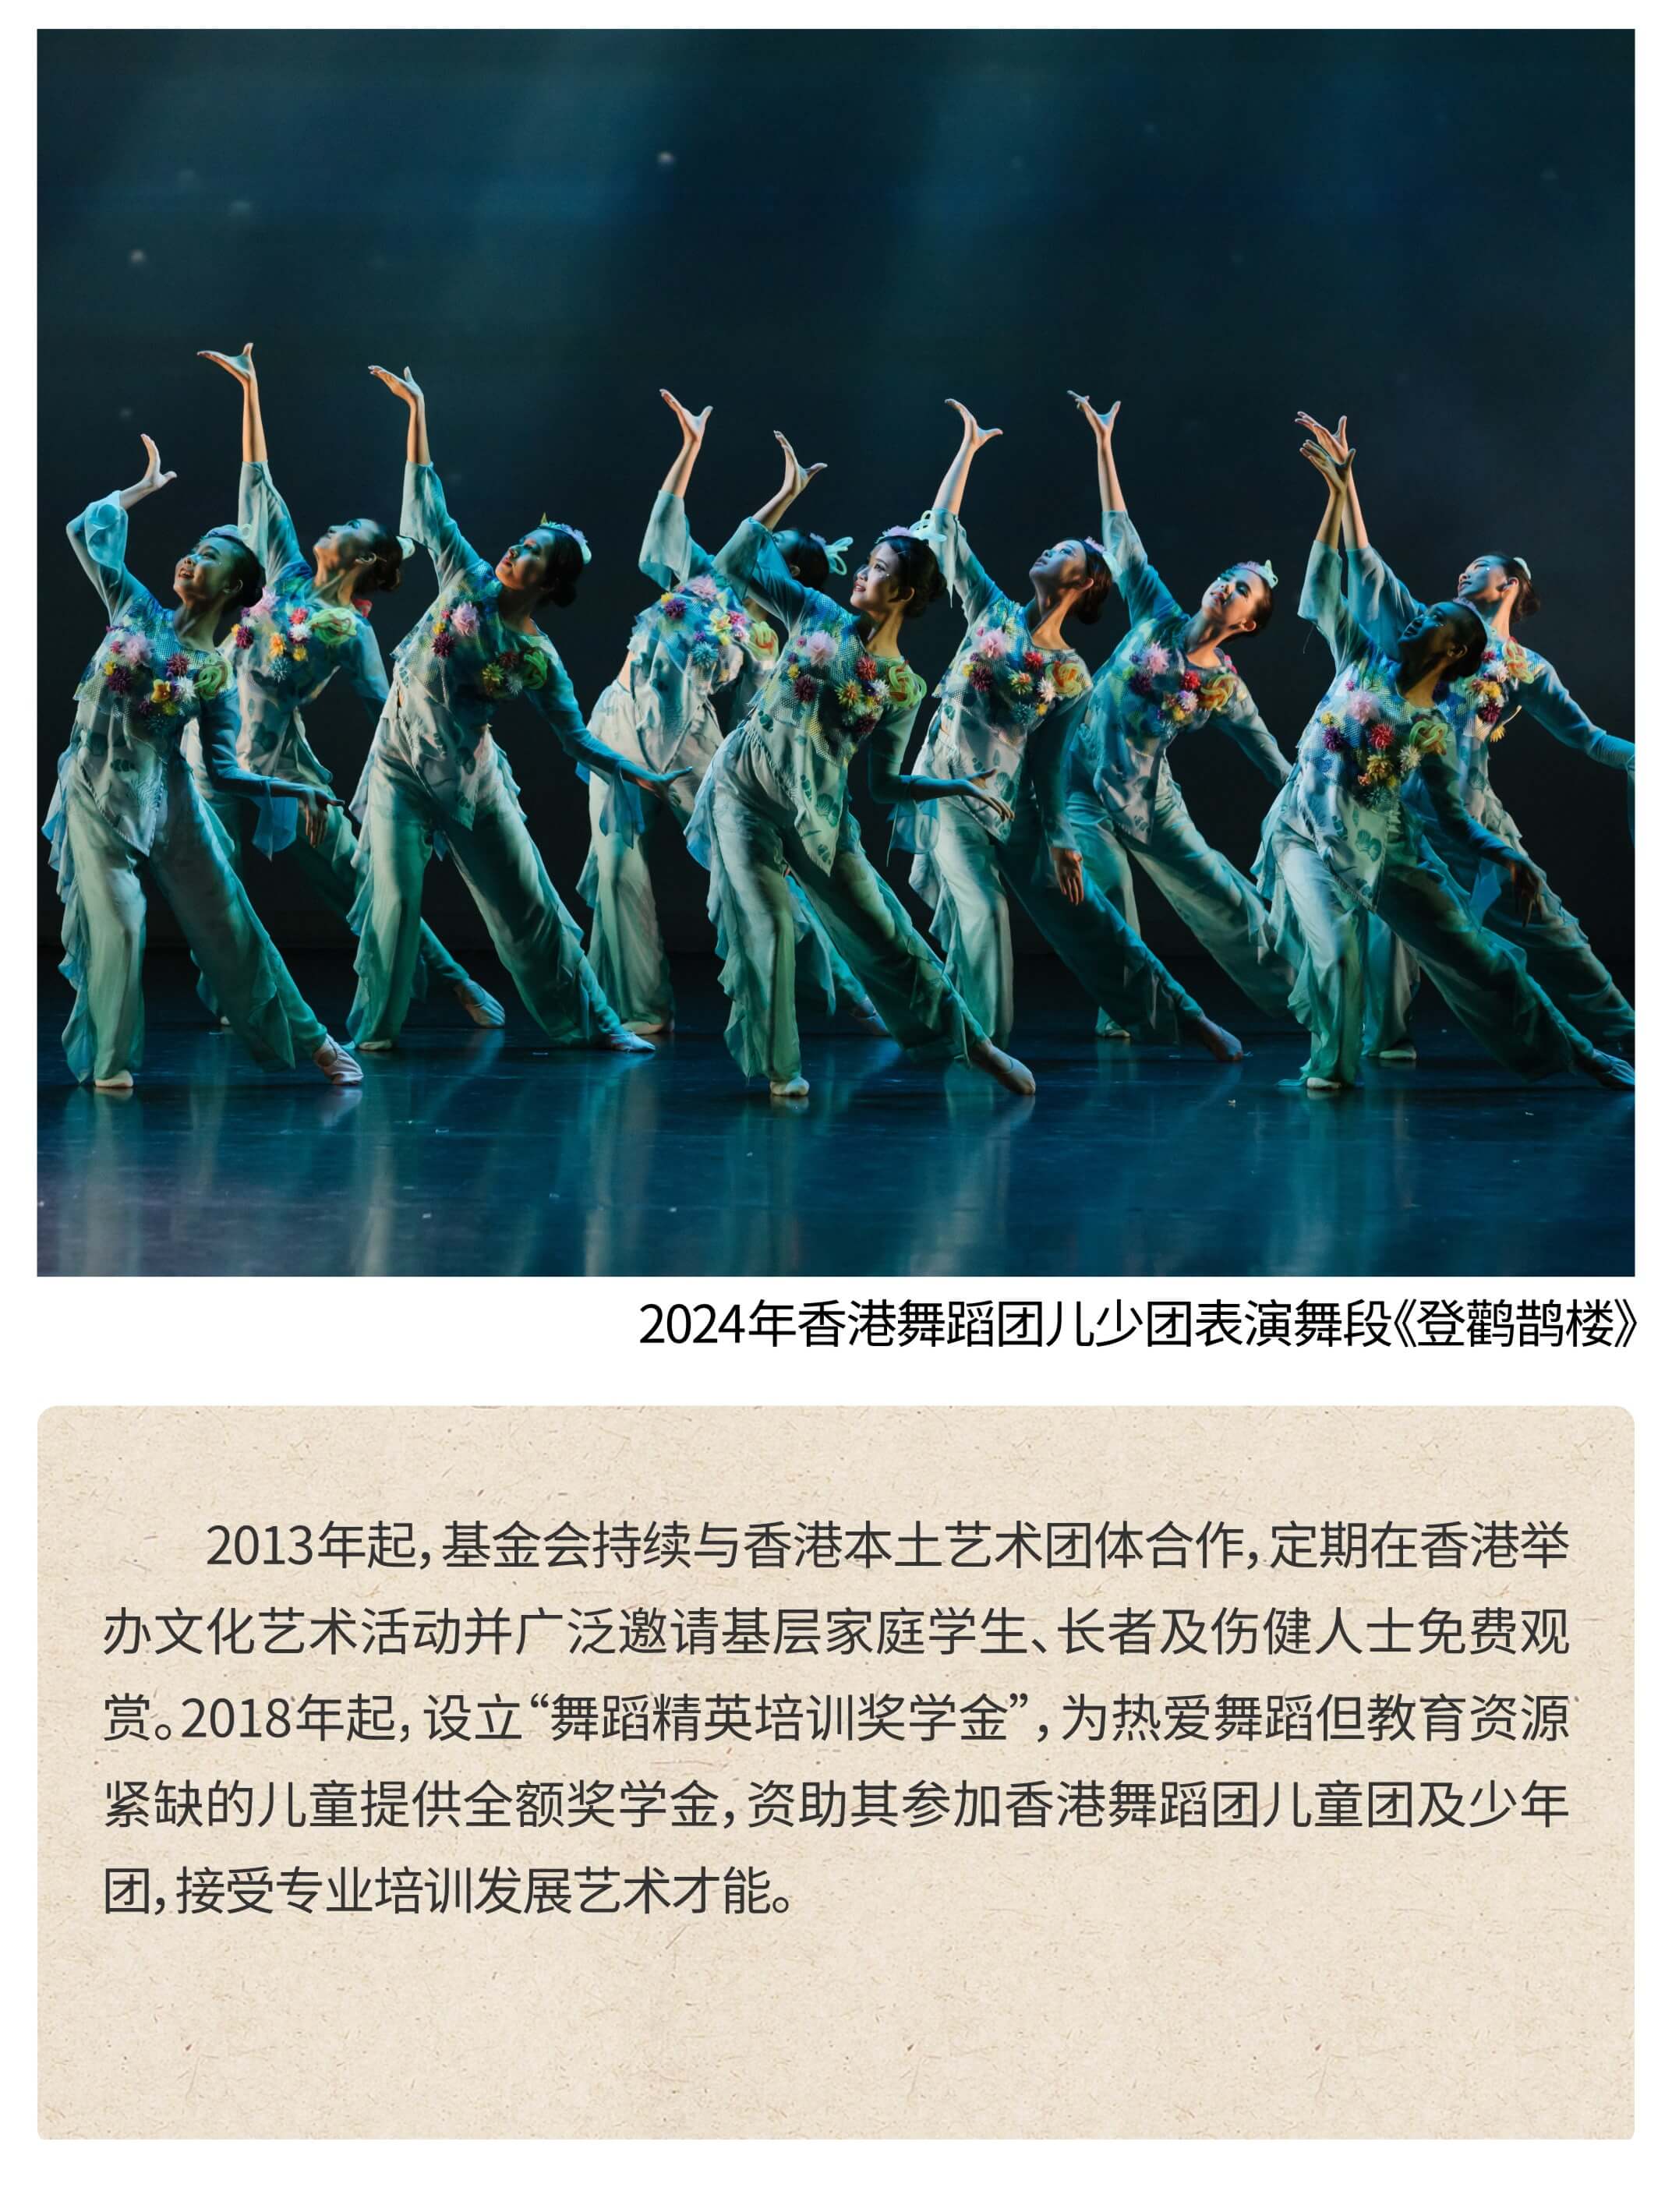 2024年香港舞蹈团儿少团表演舞段《登鹳鹊楼》
2013年起，基金会持续与香港本土艺术团体合作，定期在香港举
办文化艺术活动并广泛邀请基层家庭学生、长者及伤健人士免费观
赏。2018年起，设立“舞蹈精英培训奖学金”，为热爱舞蹈但教育资源
紧缺的儿童提供全额奖学金，资助其参加香港舞蹈团儿童团及少年
团，接受专业培训发展艺术才能。